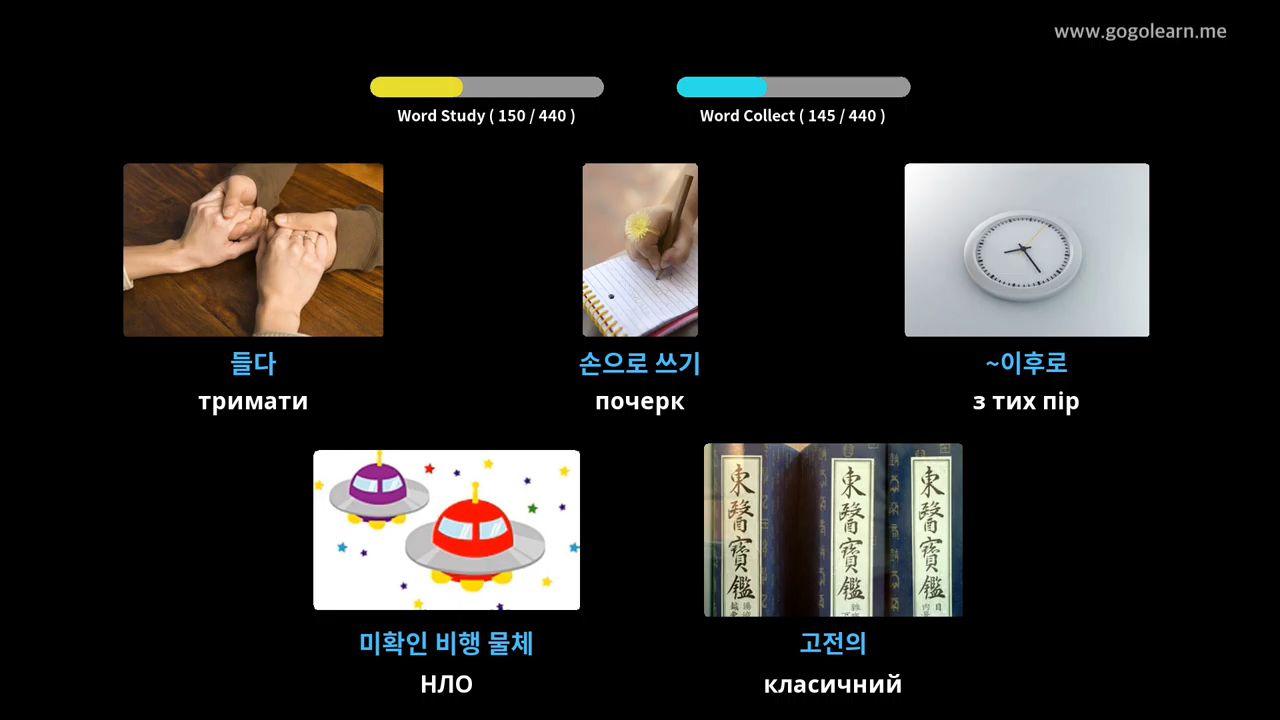 www.gogolearn.me
Word Study ( 150 / 440 )
Word Collect ( 145 / 440 )
들다
тримати
손으로 쓰기
почерк
~이후로
з тих пір
東醫寶鑑
東醫寶鑑
東醫寶鑑
미확인 비행 물체
НЛО
고전의
класичний